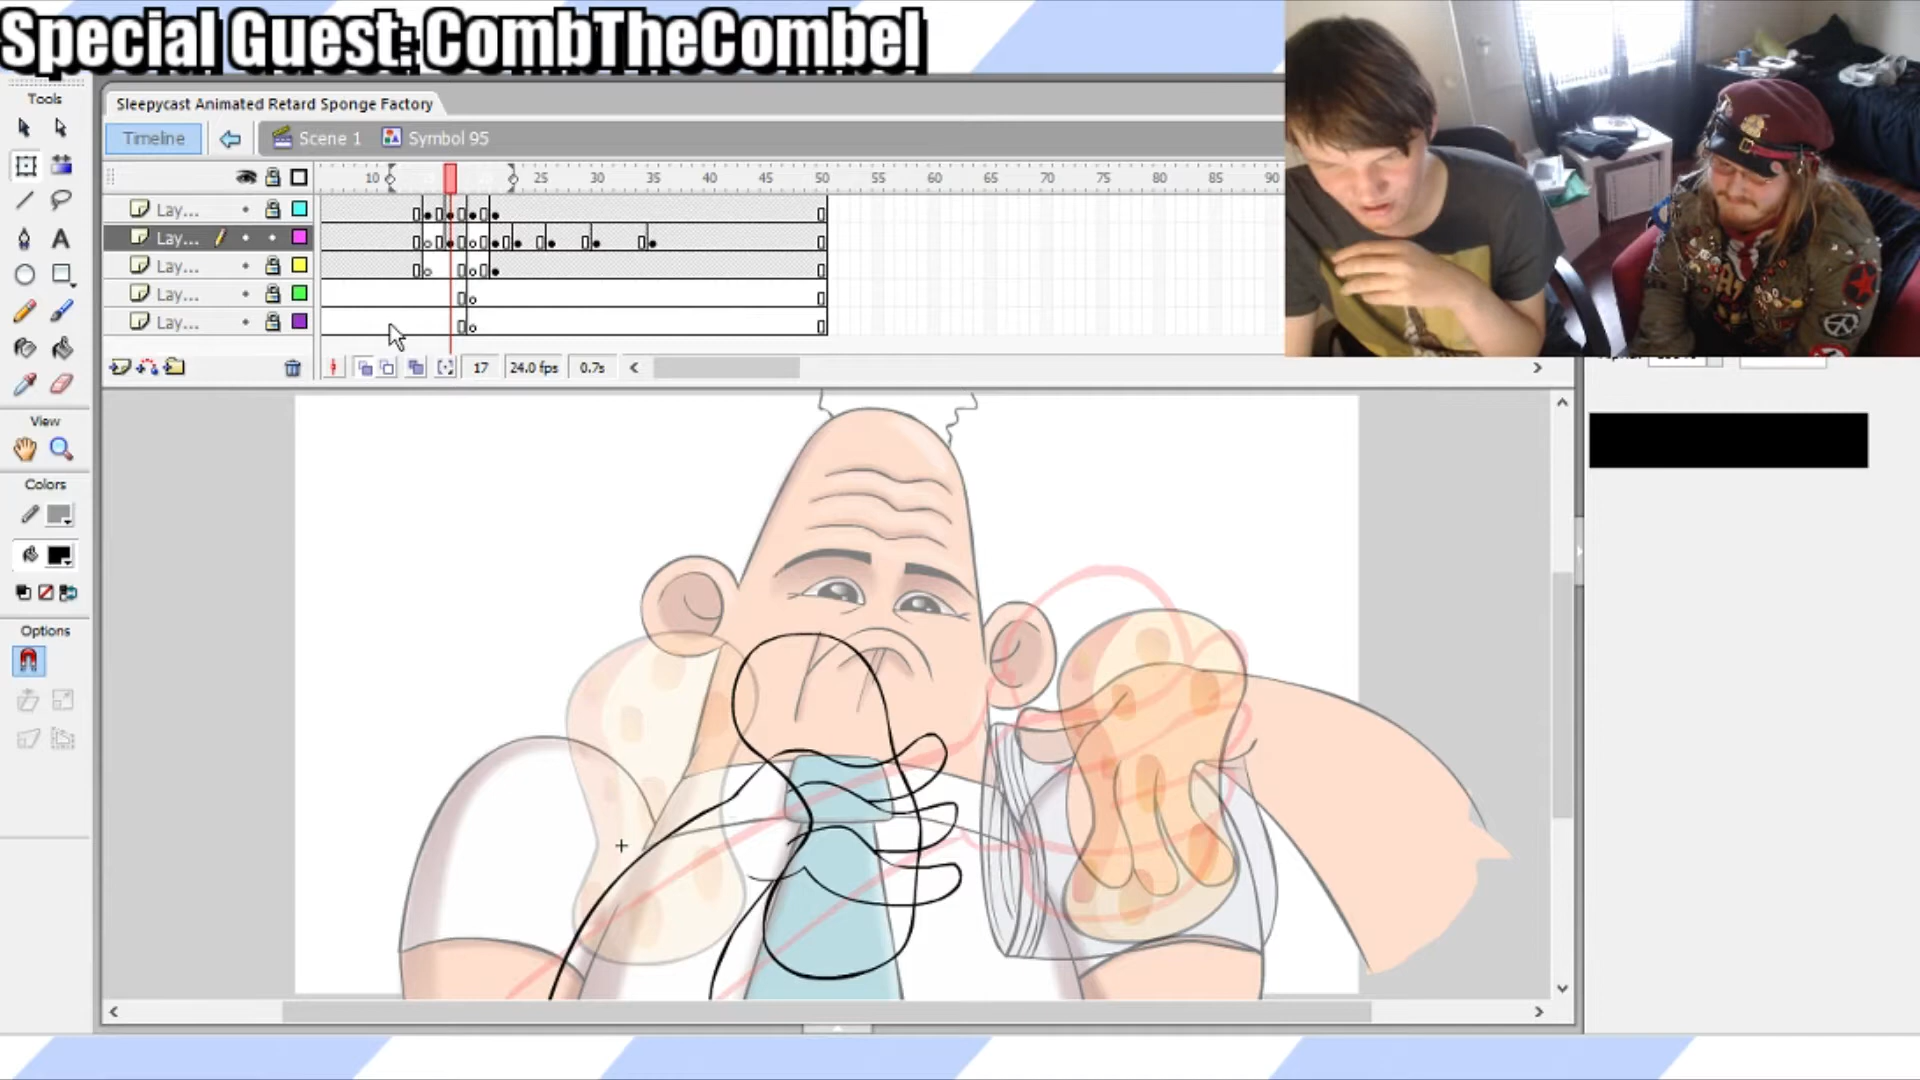 Special Guest: CombTheCombel
Tools
Sleepycast Animated Retard Sponge Factory
Timeline
Scene 1
Symbol 95
10 25 30 35 40 45 50 55 60 65 70 75 80 85 90
Lay...
Lay...
Lay...
Lay...
Lay...
17 24.0 fps 0.7s
View
Colors
Options